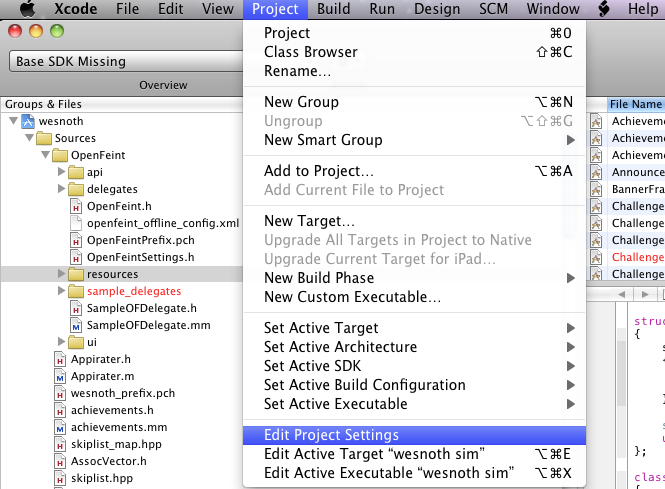 Xcode File Edit View Project Build Run Design SCM Window Help
Base SDK Missing
Overview
Groups & Files
wesnoth
Sources
OpenFeint
api
delegates
OpenFeint.h
openfeint_offline_config.xml
OpenFeintPrefix.pch
OpenFeintSettings.h
resources
sample_delegates
SampleOFDelegate.h
SampleOFDelegate.mm
ui
Appirater.h
Appirater.m
wesnoth_prefix.pch
achievements.h
achievements.mm
skiplist_map.hpp
AssocVector.h
skiplist.hpp
Project ⌘0
Class Browser ⇧⌘C
Rename...
New Group ⌥⌘N
Ungroup ⌥⇧⌘G
New Smart Group
Add to Project... ⌥⌘A
Add Current File to Project
New Target...
Upgrade All Targets in Project to Native
Upgrade Current Target for iPad...
New Build Phase
New Custom Executable...
Set Active Target
Set Active Architecture
Set Active SDK
Set Active Build Configuration
Set Active Executable
Edit Project Settings
Edit Active Target “wesnoth sim” ⌥⌘E
Edit Active Executable “wesnoth sim” ⌥⌘X
File Name
Achieveme
Achieveme
Achieveme
Announce
BannerFra
Challenge
Challenge
Challenge
Challenge
Challenge
struc
{
s
{
}
s
u
};
class
{